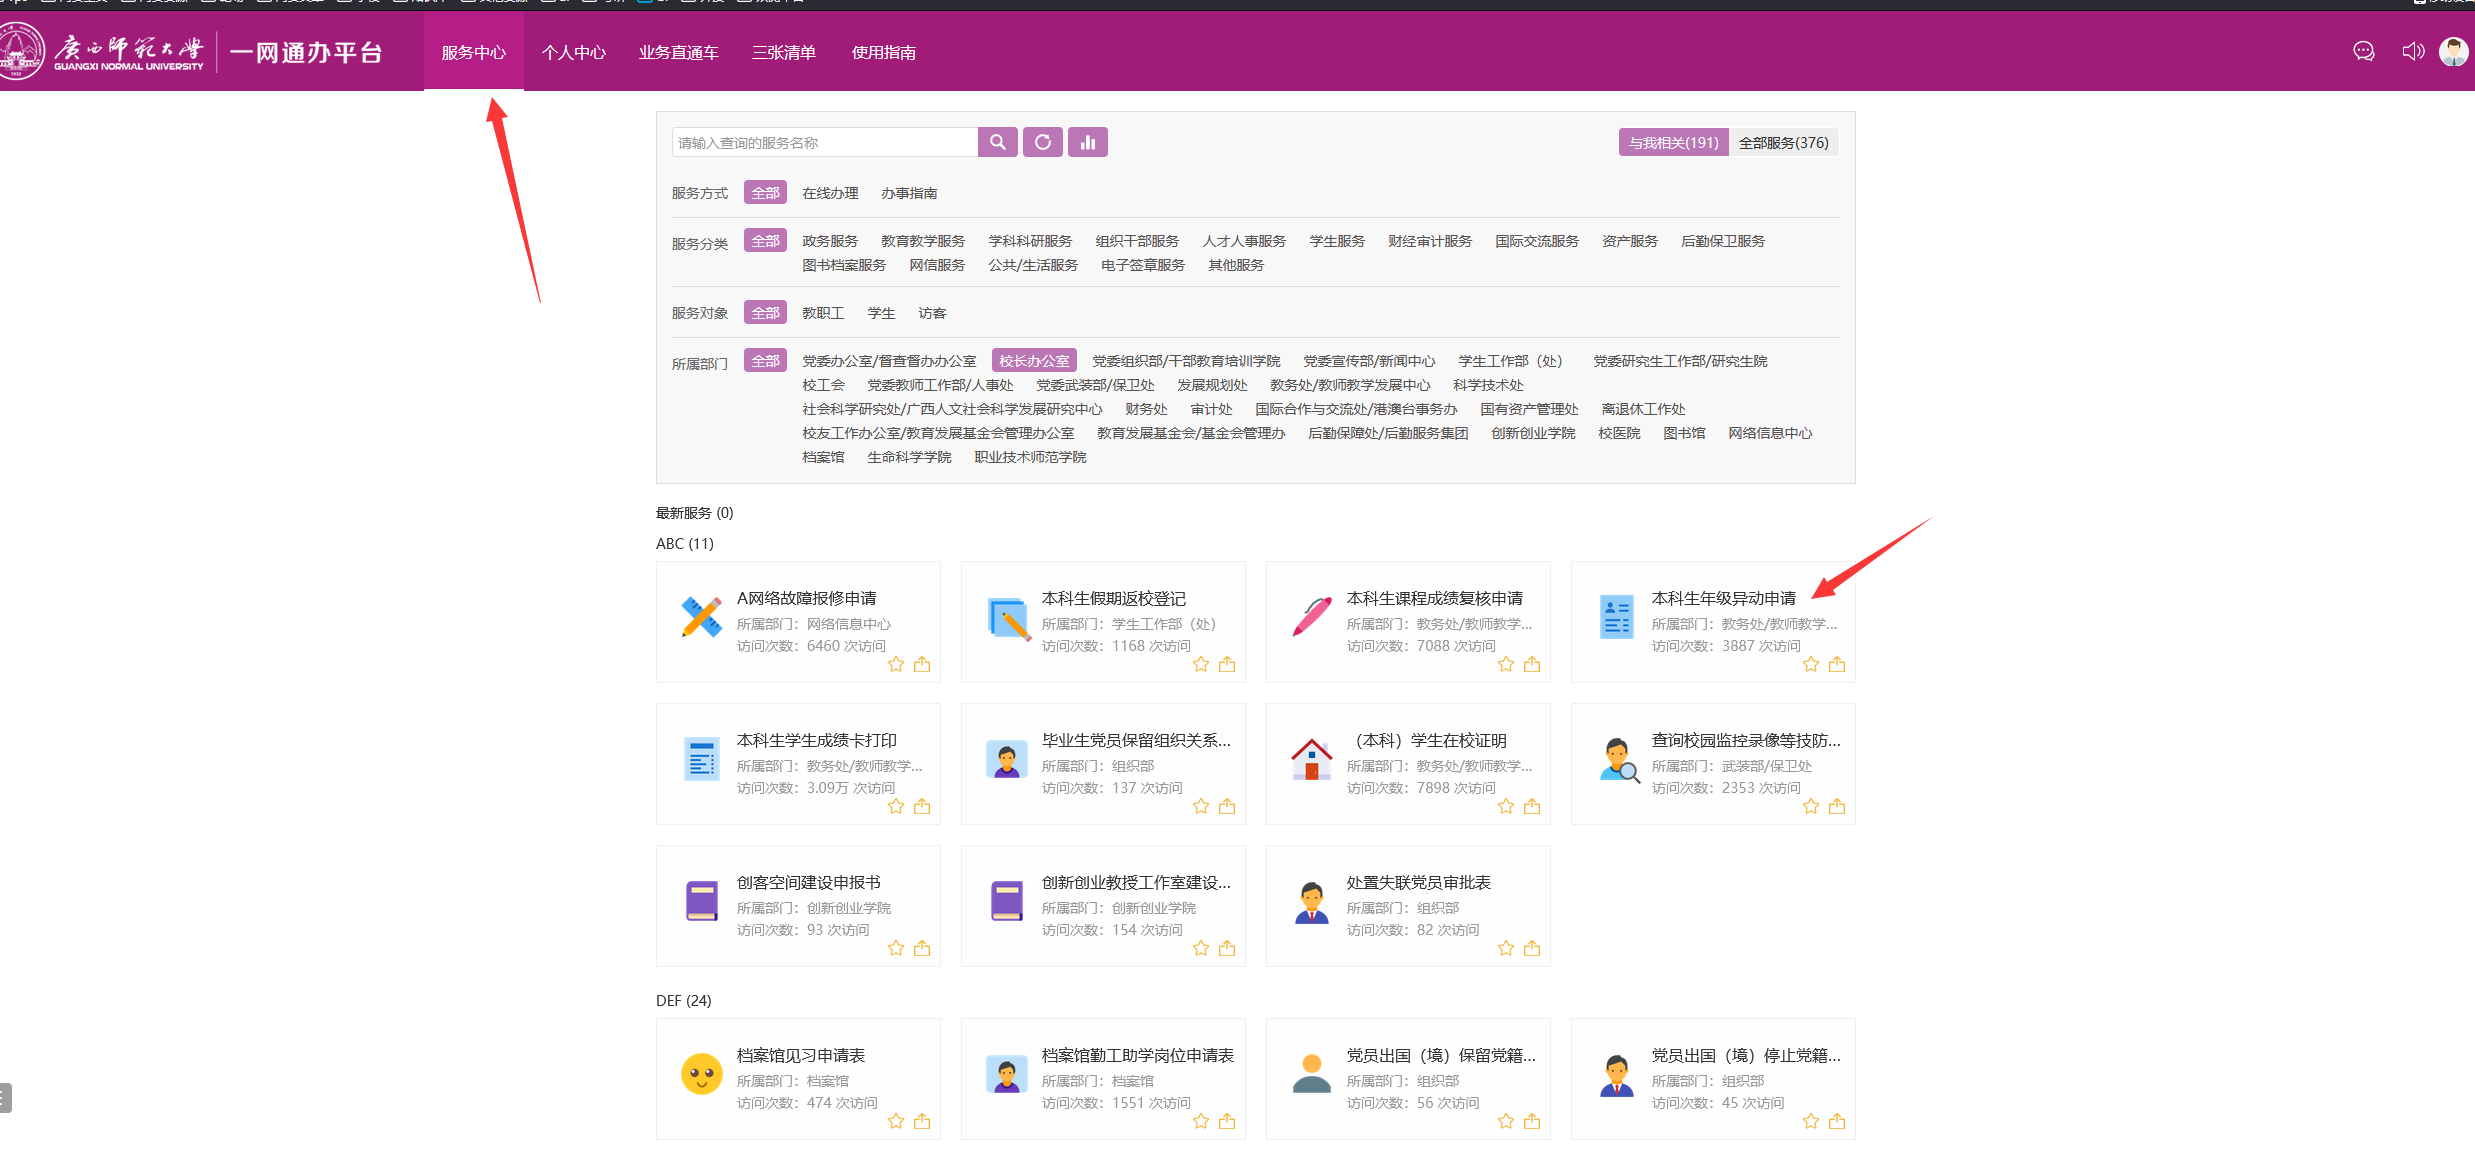 广西师范大学
GUANGXI NORMAL UNIVERSITY
1932
一网通办平台
服务中心 个人中心 业务直通车 三张清单 使用指南
请输入查询的服务名称
与我相关(191) 全部服务(376)
服务方式 全部 在线办理 办事指南
服务分类 全部 政务服务 教育教学服务 学科科研服务 组织干部服务 人才人事服务 学生服务 财经审计服务 国际交流服务 资产服务 后勤保卫服务
图书档案服务 网信服务 公共/生活服务 电子签章服务 其他服务
服务对象 全部 教职工 学生 访客
所属部门 全部 党委办公室/督查督办办公室 校长办公室 党委组织部/干部教育培训学院 党委宣传部/新闻中心 学生工作部（处） 党委研究生工作部/研究生院
校工会 党委教师工作部/人事处 党委武装部/保卫处 发展规划处 教务处/教师教学发展中心 科学技术处
社会科学研究处/广西人文社会科学发展研究中心 财务处 审计处 国际合作与交流处/港澳台事务办 国有资产管理处 离退休工作处
校友工作办公室/教育发展基金会管理办公室 教育发展基金会/基金会管理办 后勤保障处/后勤服务集团 创新创业学院 校医院 图书馆 网络信息中心
档案馆 生命科学学院 职业技术师范学院
最新服务 (0)
ABC (11)
A网络故障报修申请
所属部门：网络信息中心
访问次数：6460 次访问
本科生假期返校登记
所属部门：学生工作部（处）
访问次数：1168 次访问
本科生课程成绩复核申请
所属部门：教务处/教师教学...
访问次数：7088 次访问
本科生年级异动申请
所属部门：教务处/教师教学...
访问次数：3887 次访问
本科生学生成绩卡打印
所属部门：教务处/教师教学...
访问次数：3.09万 次访问
毕业生党员保留组织关系...
所属部门：组织部
访问次数：137 次访问
（本科）学生在校证明
所属部门：教务处/教师教学...
访问次数：7898 次访问
查询校园监控录像等技防...
所属部门：武装部/保卫处
访问次数：2353 次访问
创客空间建设申报书
所属部门：创新创业学院
访问次数：93 次访问
创新创业教授工作室建设...
所属部门：创新创业学院
访问次数：154 次访问
处置失联党员审批表
所属部门：组织部
访问次数：82 次访问
DEF (24)
档案馆见习申请表
所属部门：档案馆
访问次数：474 次访问
档案馆勤工助学岗位申请表
所属部门：档案馆
访问次数：1551 次访问
党员出国（境）保留党籍...
所属部门：组织部
访问次数：56 次访问
党员出国（境）停止党籍...
所属部门：组织部
访问次数：45 次访问